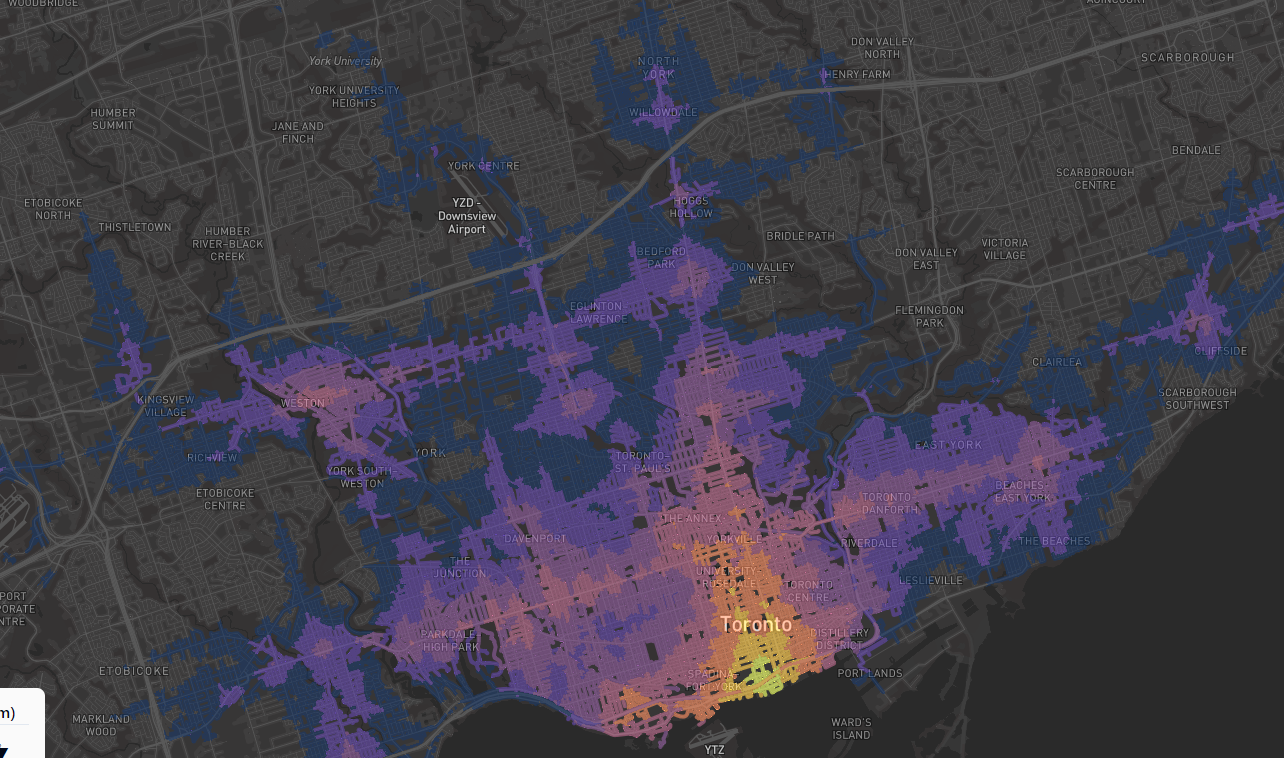 WOODBRIDGE
AGINCOURT
DON VALLEY
NORTH
SCARBOROUGH
York University
NORTH
YORK
HENRY FARM
YORK UNIVERSITY
HEIGHTS
HUMBER
SUMMIT
WILLOWDALE
JANE AND
FINCH
BENDALE
YORK CENTRE
SCARBOROUGH
CENTRE
ETOBICOKE
NORTH
YZD -
Downsview
Airport
HOGGS
HOLLOW
THISTLETOWN
HUMBER
RIVER-BLACK
CREEK
BRIDLE PATH
VICTORIA
VILLAGE
BEDFORD
PARK
DON VALLEY
EAST
DON VALLEY
WEST
EGLINTON-
LAWRENCE
FLEMINGDON
PARK
CLIFFSIDE
CLAIRLEA
KINGSVIEW
VILLAGE
WESTON
SCARBOROUGH
SOUTHWEST
EAST YORK
YORK
RICHVIEW
TORONTO-
ST. PAUL'S
YORK SOUTH-
WESTON
ETOBICOKE
CENTRE
BEACHES-
EAST YORK
TORONTO-
DANFORTH
THE ANNEX
DAVENPORT
YORKVILLE
RIVERDALE
THE BEACHES
THE
JUNCTION
UNIVERSITY-
ROSEDALE
TORONTO
CENTRE
LESLIEVILLE
PORT
PORATE
NTRE
Toronto
PARKDALE-
HIGH PARK
DISTILLERY
DISTRICT
ETOBICOKE
SPADINA-
FORT YORK
PORT LANDS
m)
MARKLAND
WOOD
WARD'S
ISLAND
YTZ